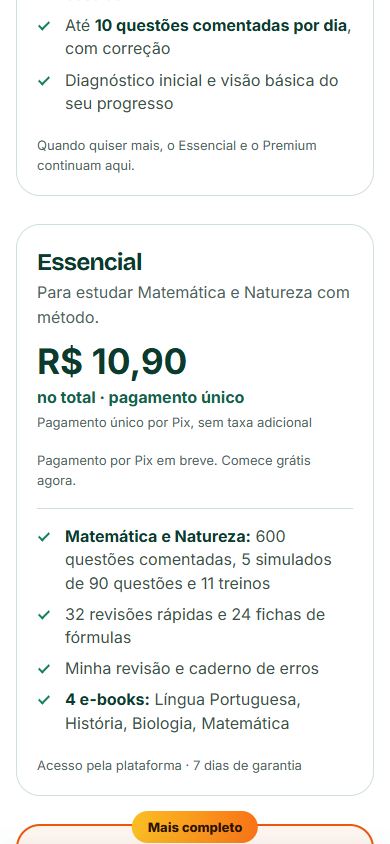 Até 10 questões comentadas por dia,
com correção
Diagnóstico inicial e visão básica do
seu progresso
Quando quiser mais, o Essencial e o Premium
continuam aqui.
Essencial
Para estudar Matemática e Natureza com
método.
R$ 10,90
no total · pagamento único
Pagamento único por Pix, sem taxa adicional
Pagamento por Pix em breve. Comece grátis
agora.
Matemática e Natureza: 600
questões comentadas, 5 simulados
de 90 questões e 11 treinos
32 revisões rápidas e 24 fichas de
fórmulas
Minha revisão e caderno de erros
4 e-books: Língua Portuguesa,
História, Biologia, Matemática
Acesso pela plataforma · 7 dias de garantia
Mais completo